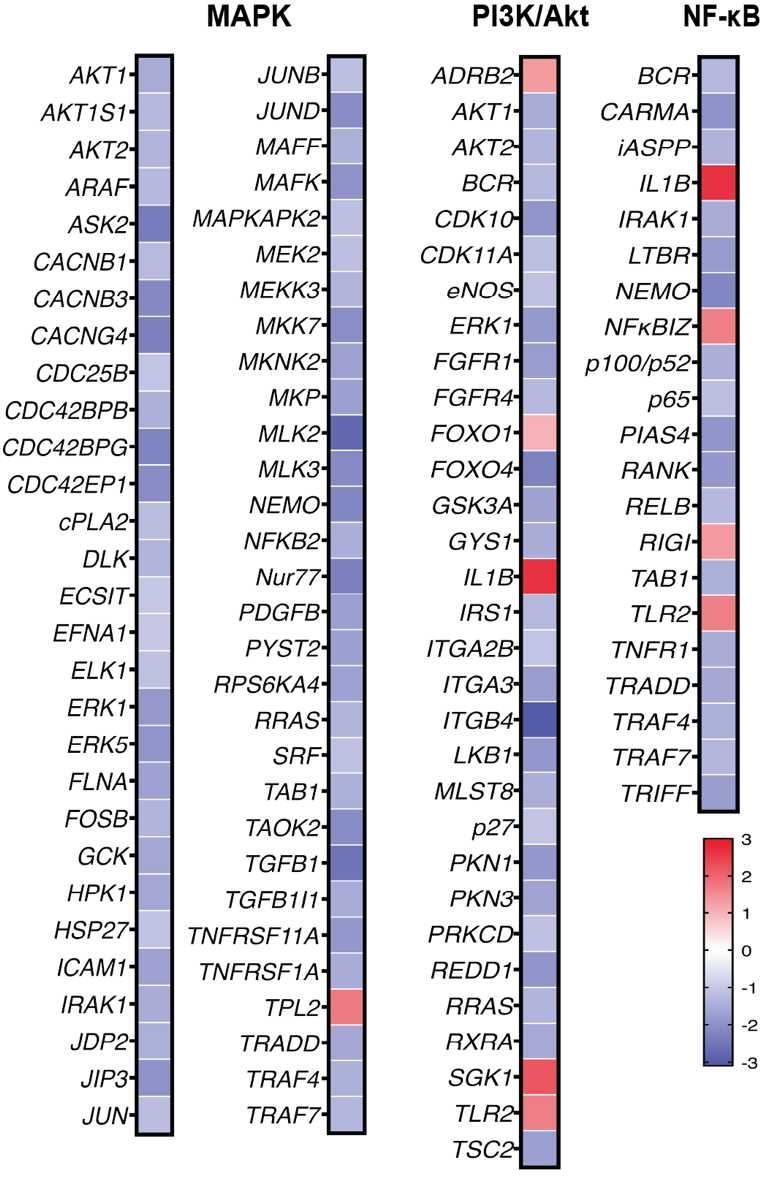 MAPK
PI3K/Akt
NF-κB
AKT1
AKT1S1
AKT2
ARAF
ASK2
CACNB1
CACNB3
CACNG4
CDC25B
CDC42BPB
CDC42BPG
CDC42EP1
cPLA2
DLK
ECSIT
EFNA1
ELK1
ERK1
ERK5
FLNA
FOSB
GCK
HPK1
HSP27
ICAM1
IRAK1
JDP2
JIP3
JUN
JUNB
JUND
MAFF
MAFK
MAPKAPK2
MEK2
MEKK3
MKK7
MKNK2
MKP
MLK2
MLK3
NEMO
NFKB2
Nur77
PDGFB
PYST2
RPS6KA4
RRAS
SRF
TAB1
TAOK2
TGFB1
TGFB1I1
TNFRSF11A
TNFRSF1A
TPL2
TRADD
TRAF4
TRAF7
ADRB2
AKT1
AKT2
BCR
CDK10
CDK11A
eNOS
ERK1
FGFR1
FGFR4
FOXO1
FOXO4
GSK3A
GYS1
IL1B
IRS1
ITGA2B
ITGA3
ITGB4
LKB1
MLST8
p27
PKN1
PKN3
PRKCD
REDD1
RRAS
RXRA
SGK1
TLR2
TSC2
BCR
CARMA
iASPP
IL1B
IRAK1
LTBR
NEMO
NFκBIZ
p100/p52
p65
PIAS4
RANK
RELB
RIGI
TAB1
TLR2
TNFR1
TRADD
TRAF4
TRAF7
TRIFF
3
2
1
0
-1
-2
-3